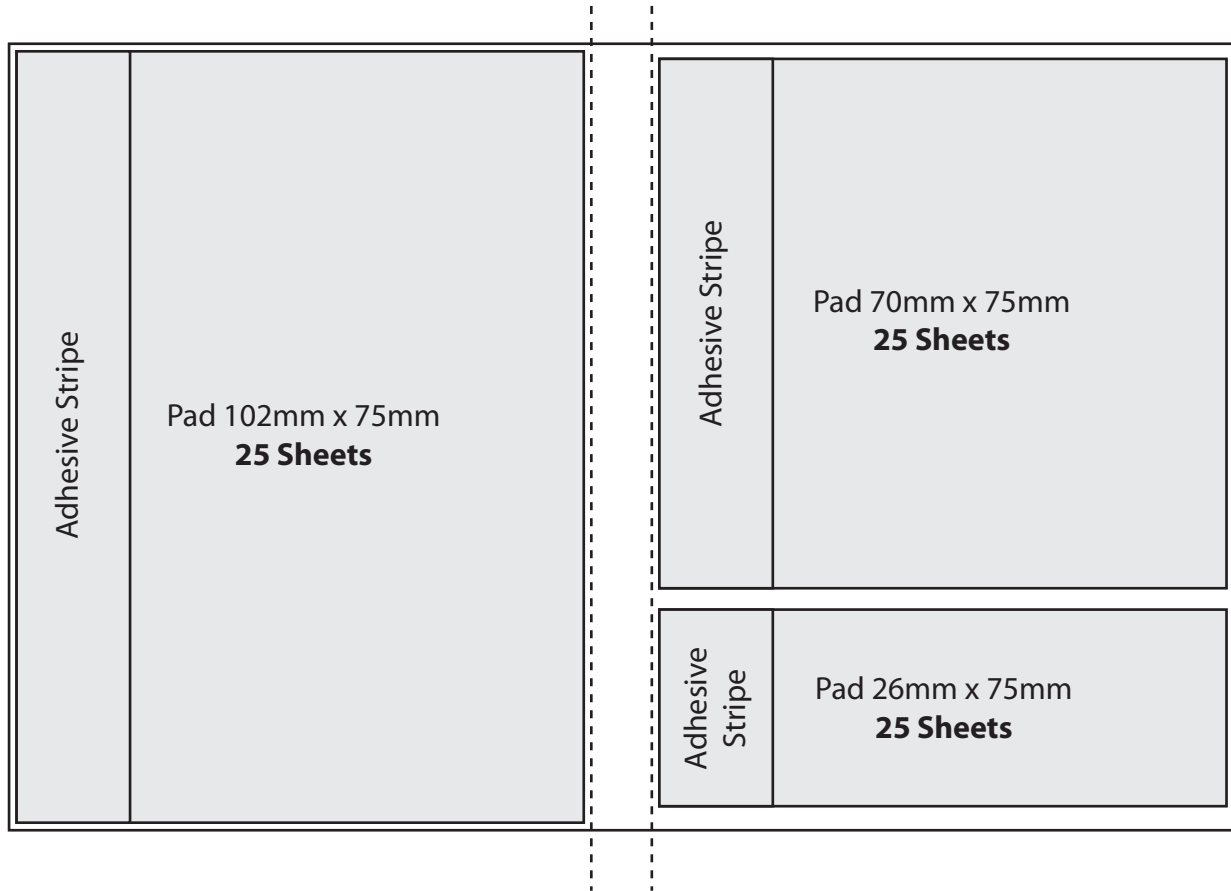 Adhesive Stripe
Pad 102mm x 75mm
25 Sheets
Adhesive Stripe
Pad 70mm x 75mm
25 Sheets
Adhesive
Stripe
Pad 26mm x 75mm
25 Sheets